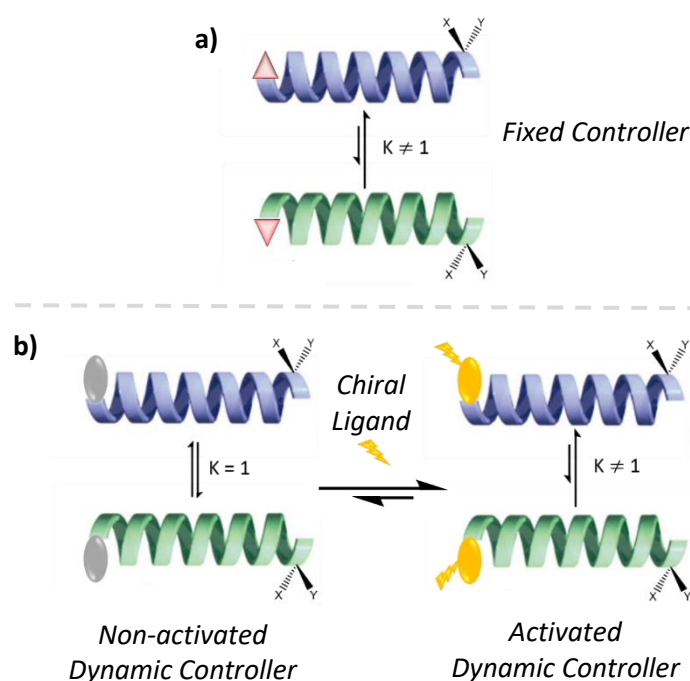 a)
X Y
K ≠ 1
Fixed Controller
X Y
b)
X Y
Chiral
Ligand
X Y
K = 1
K ≠ 1
X Y
X Y
Non-activated
Dynamic Controller
Activated
Dynamic Controller